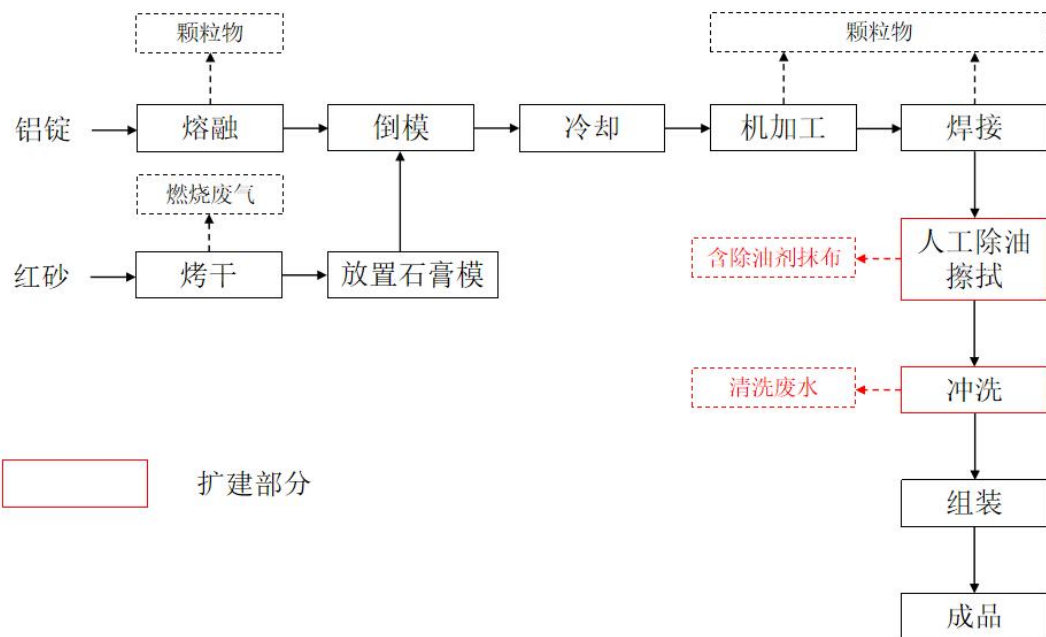 颗粒物
颗粒物
铝锭
熔融
倒模
冷却
机加工
焊接
燃烧废气
红砂
烤干
放置石膏模
含除油剂抹布
人工除油
擦拭
清洗废水
冲洗
扩建部分
组装
成品